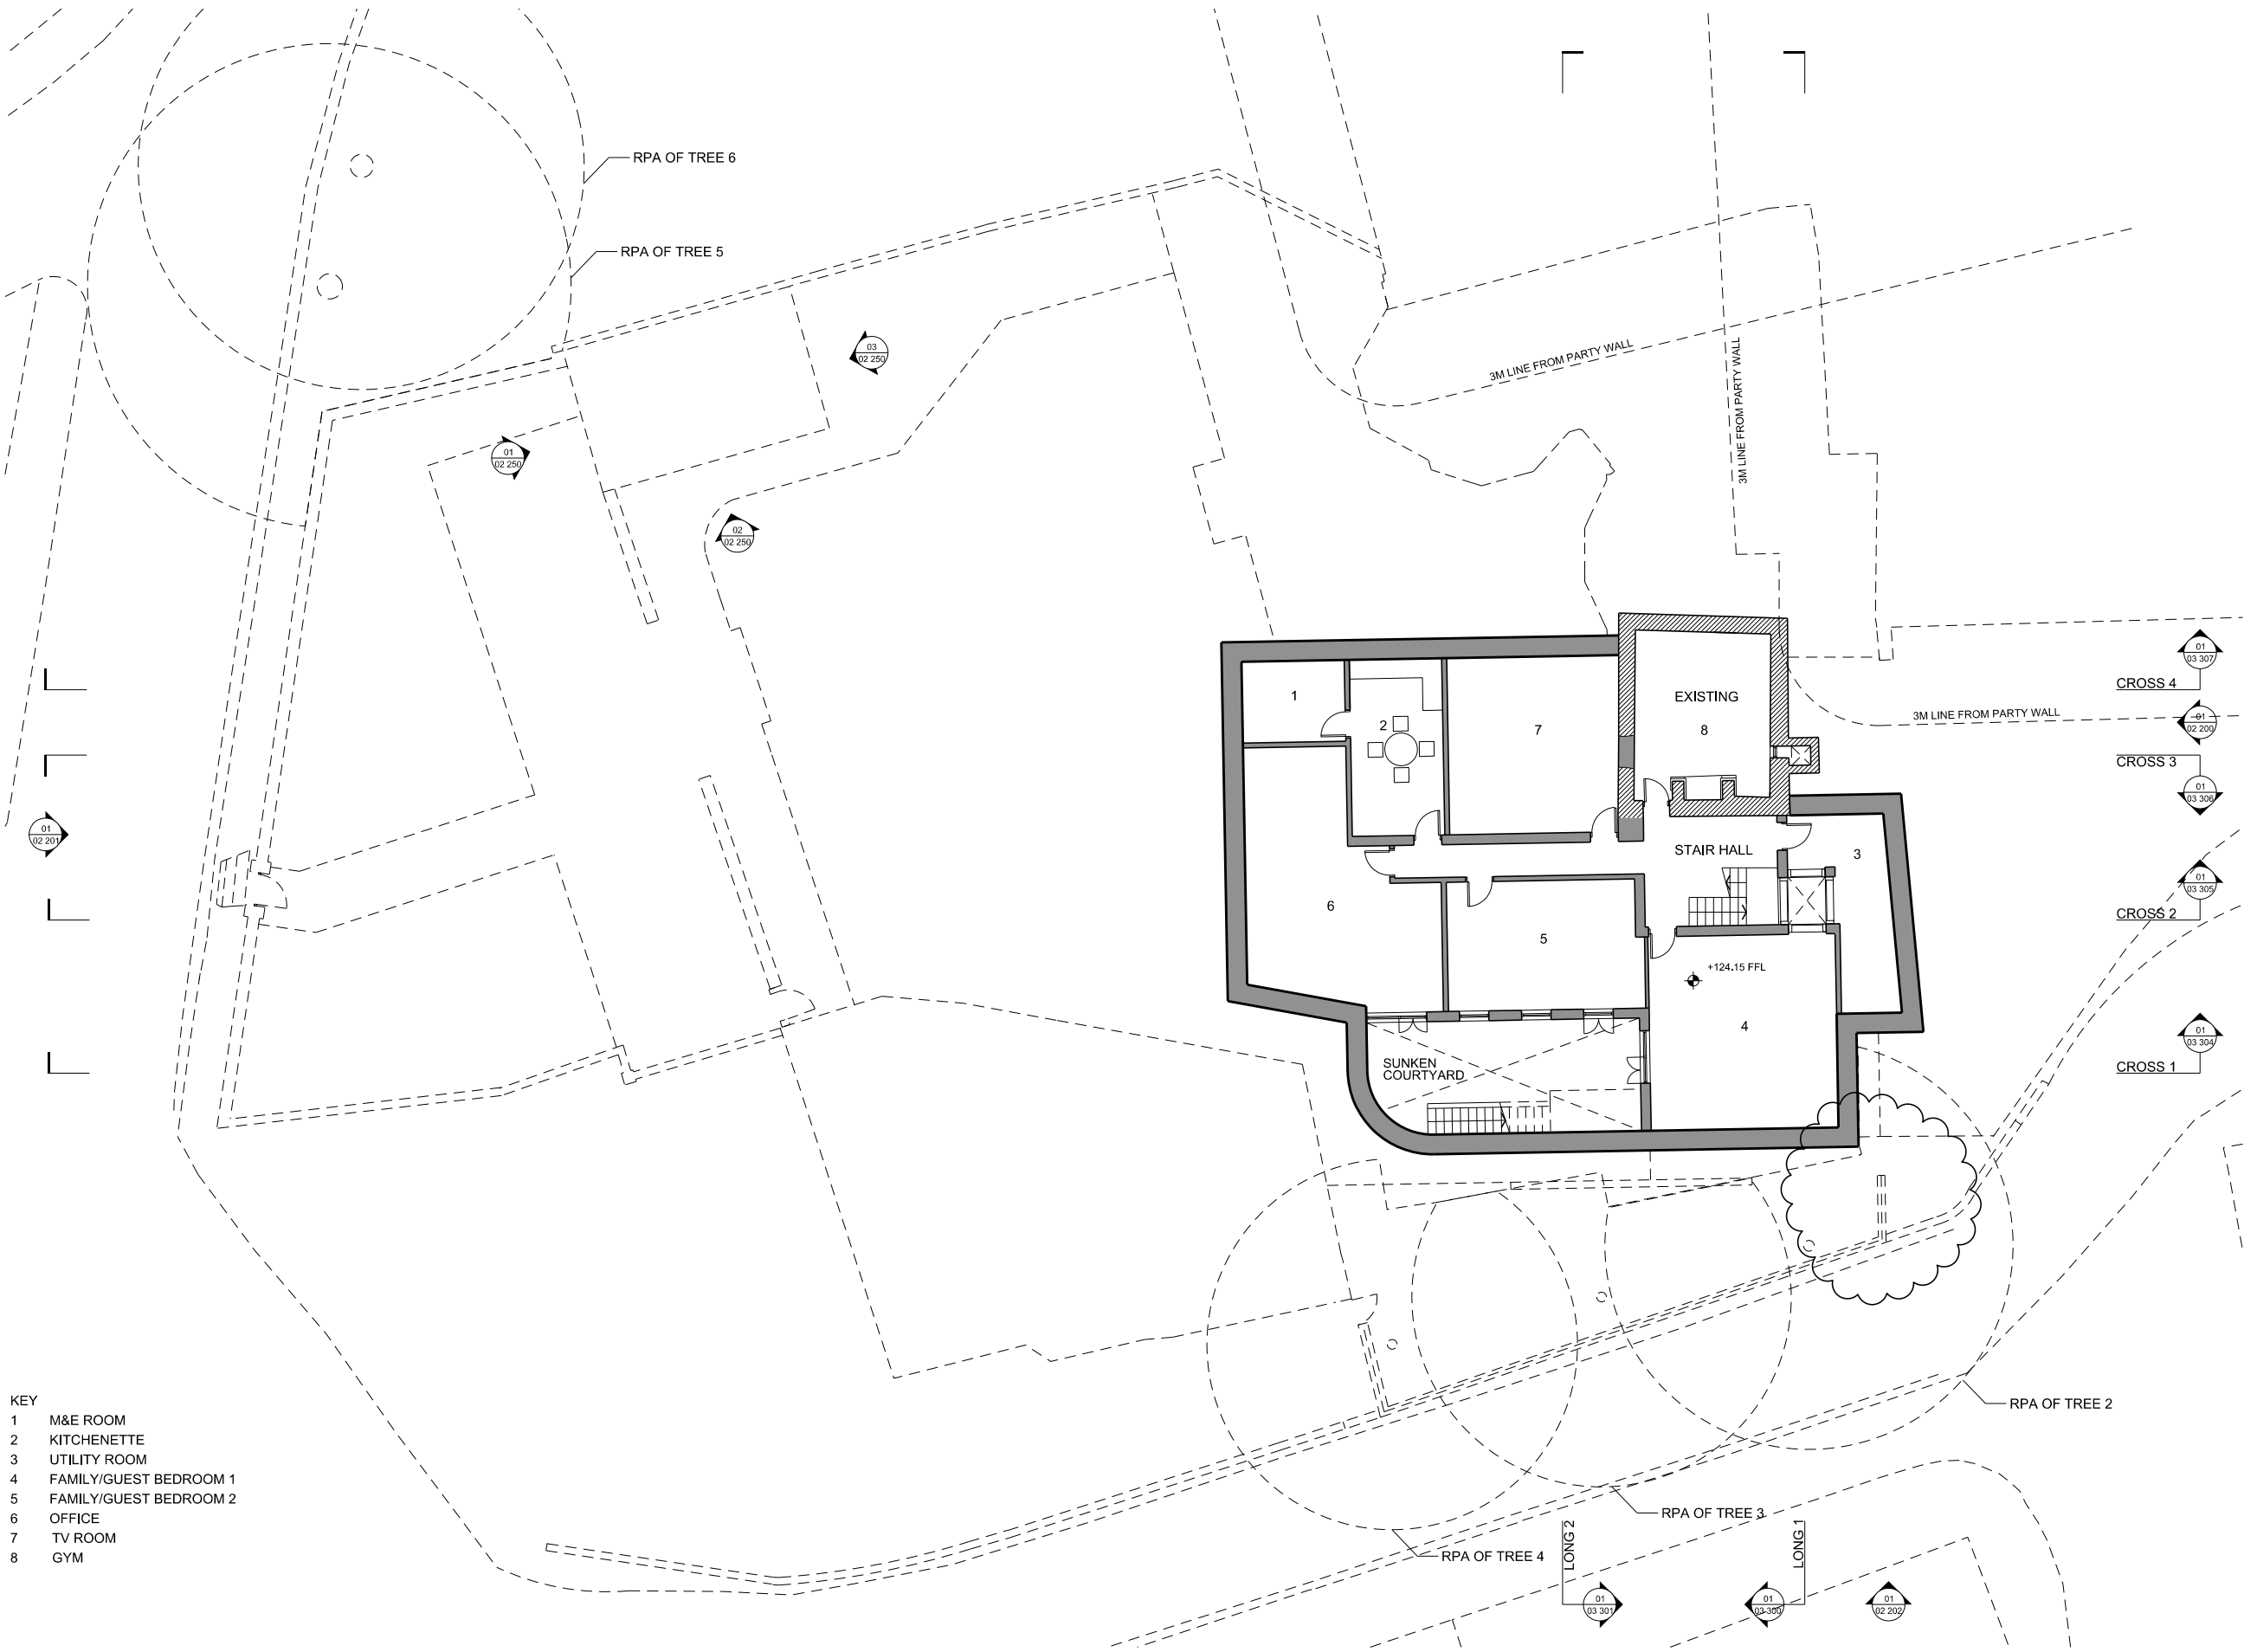 RPA OF TREE 6
RPA OF TREE 5
03
02 250
3M LINE FROM PARTY WALL
3M LINE FROM PARTY WALL
01
02 250
02
02 250
01
03 307
EXISTING
CROSS 4
1
2
7
8
3M LINE FROM PARTY WALL
01
02 200
CROSS 3
01
03 306
01
02 201
STAIR HALL
3
01
03 305
6
CROSS 2
5
+124.15 FFL
4
01
03 304
SUNKEN
COURTYARD
CROSS 1
KEY
1 M&E ROOM
2 KITCHENETTE
3 UTILITY ROOM
4 FAMILY/GUEST BEDROOM 1
5 FAMILY/GUEST BEDROOM 2
6 OFFICE
7 TV ROOM
8 GYM
RPA OF TREE 2
RPA OF TREE 3
RPA OF TREE 4
LONG 2
LONG 1
01
03 301
01
03 300
01
02 202